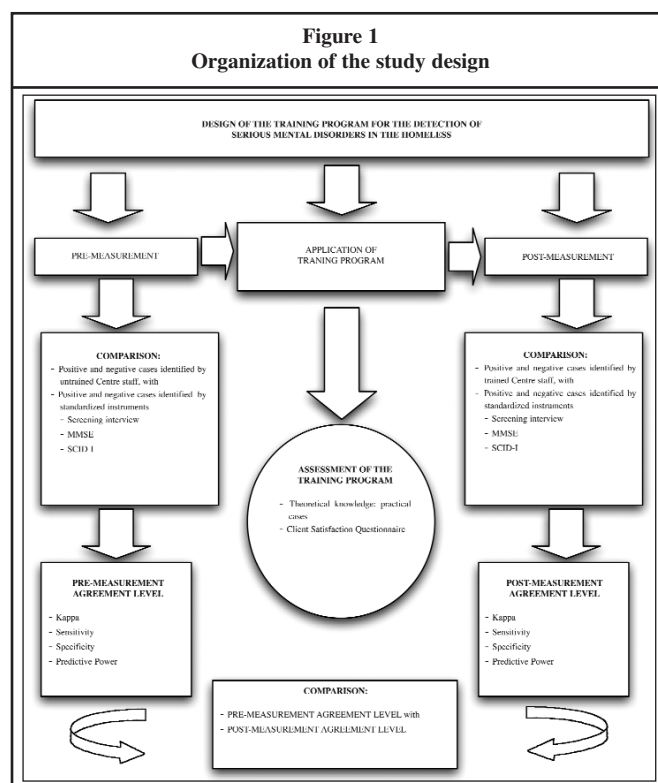 Figure 1
Organization of the study design
DESIGN OF THE TRAINING PROGRAM FOR THE DETECTION OF
SERIOUS MENTAL DISORDERS IN THE HOMELESS
PRE-MEASUREMENT
APPLICATION OF
TRANING PROGRAM
POST-MEASUREMENT
COMPARISON:
- Positive and negative cases identified by
untrained Centre staff, with
- Positive and negative cases identified by
standardized instruments
- Screening interview
- MMSE
- SCID I
COMPARISON:
- Positive and negative cases identified by
trained Centre staff, with
- Positive and negative cases identified by
standardized instruments
- Screening interview
- MMSE
- SCID-I
ASSESSMENT OF THE
TRAINING PROGRAM
- Theoretical knowledge: practical
cases
- Client Satisfaction Questionnaire
PRE-MEASUREMENT
AGREEMENT LEVEL
- Kappa
- Sensitivity
- Specificity
- Predictive Power
POST-MEASUREMENT
AGREEMENT LEVEL
- Kappa
- Sensitivity
- Specificity
- Predictive Power
COMPARISON:
- PRE-MEASUREMENT AGREEMENT LEVEL with
- POST-MEASUREMENT AGREEMENT LEVEL